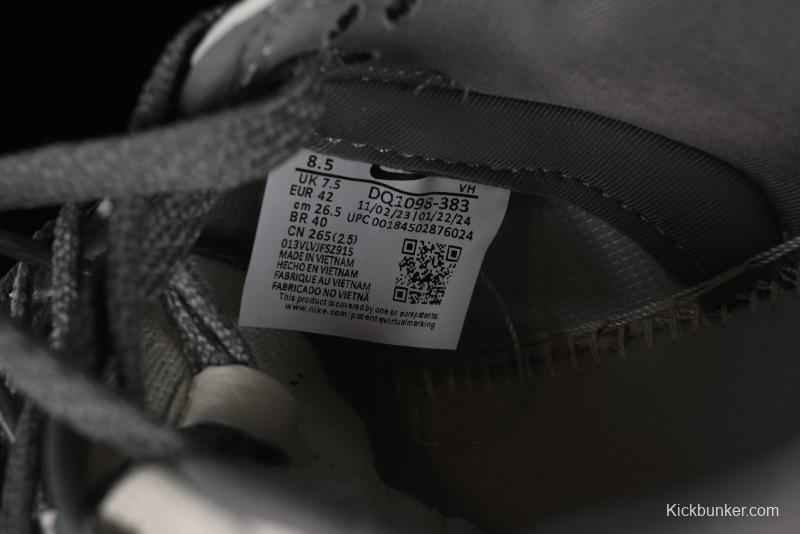 8.5
VH
UK 7.5
DQ1098-383
EUR 42
11/02/23 | 01/22/24
cm 26.5
UPC 00184502876024
BR 40
CN 265(2.5)
013VLVJFSZ915
MADE IN VIETNAM
HECHO EN VIETNAM
FABRIQUE AU VIETNAM
FABRICADO NO VIETNÃ
This product is covered by one or more patents:
www.nike.com/patentsvirtualmarking
Kickbunker.com